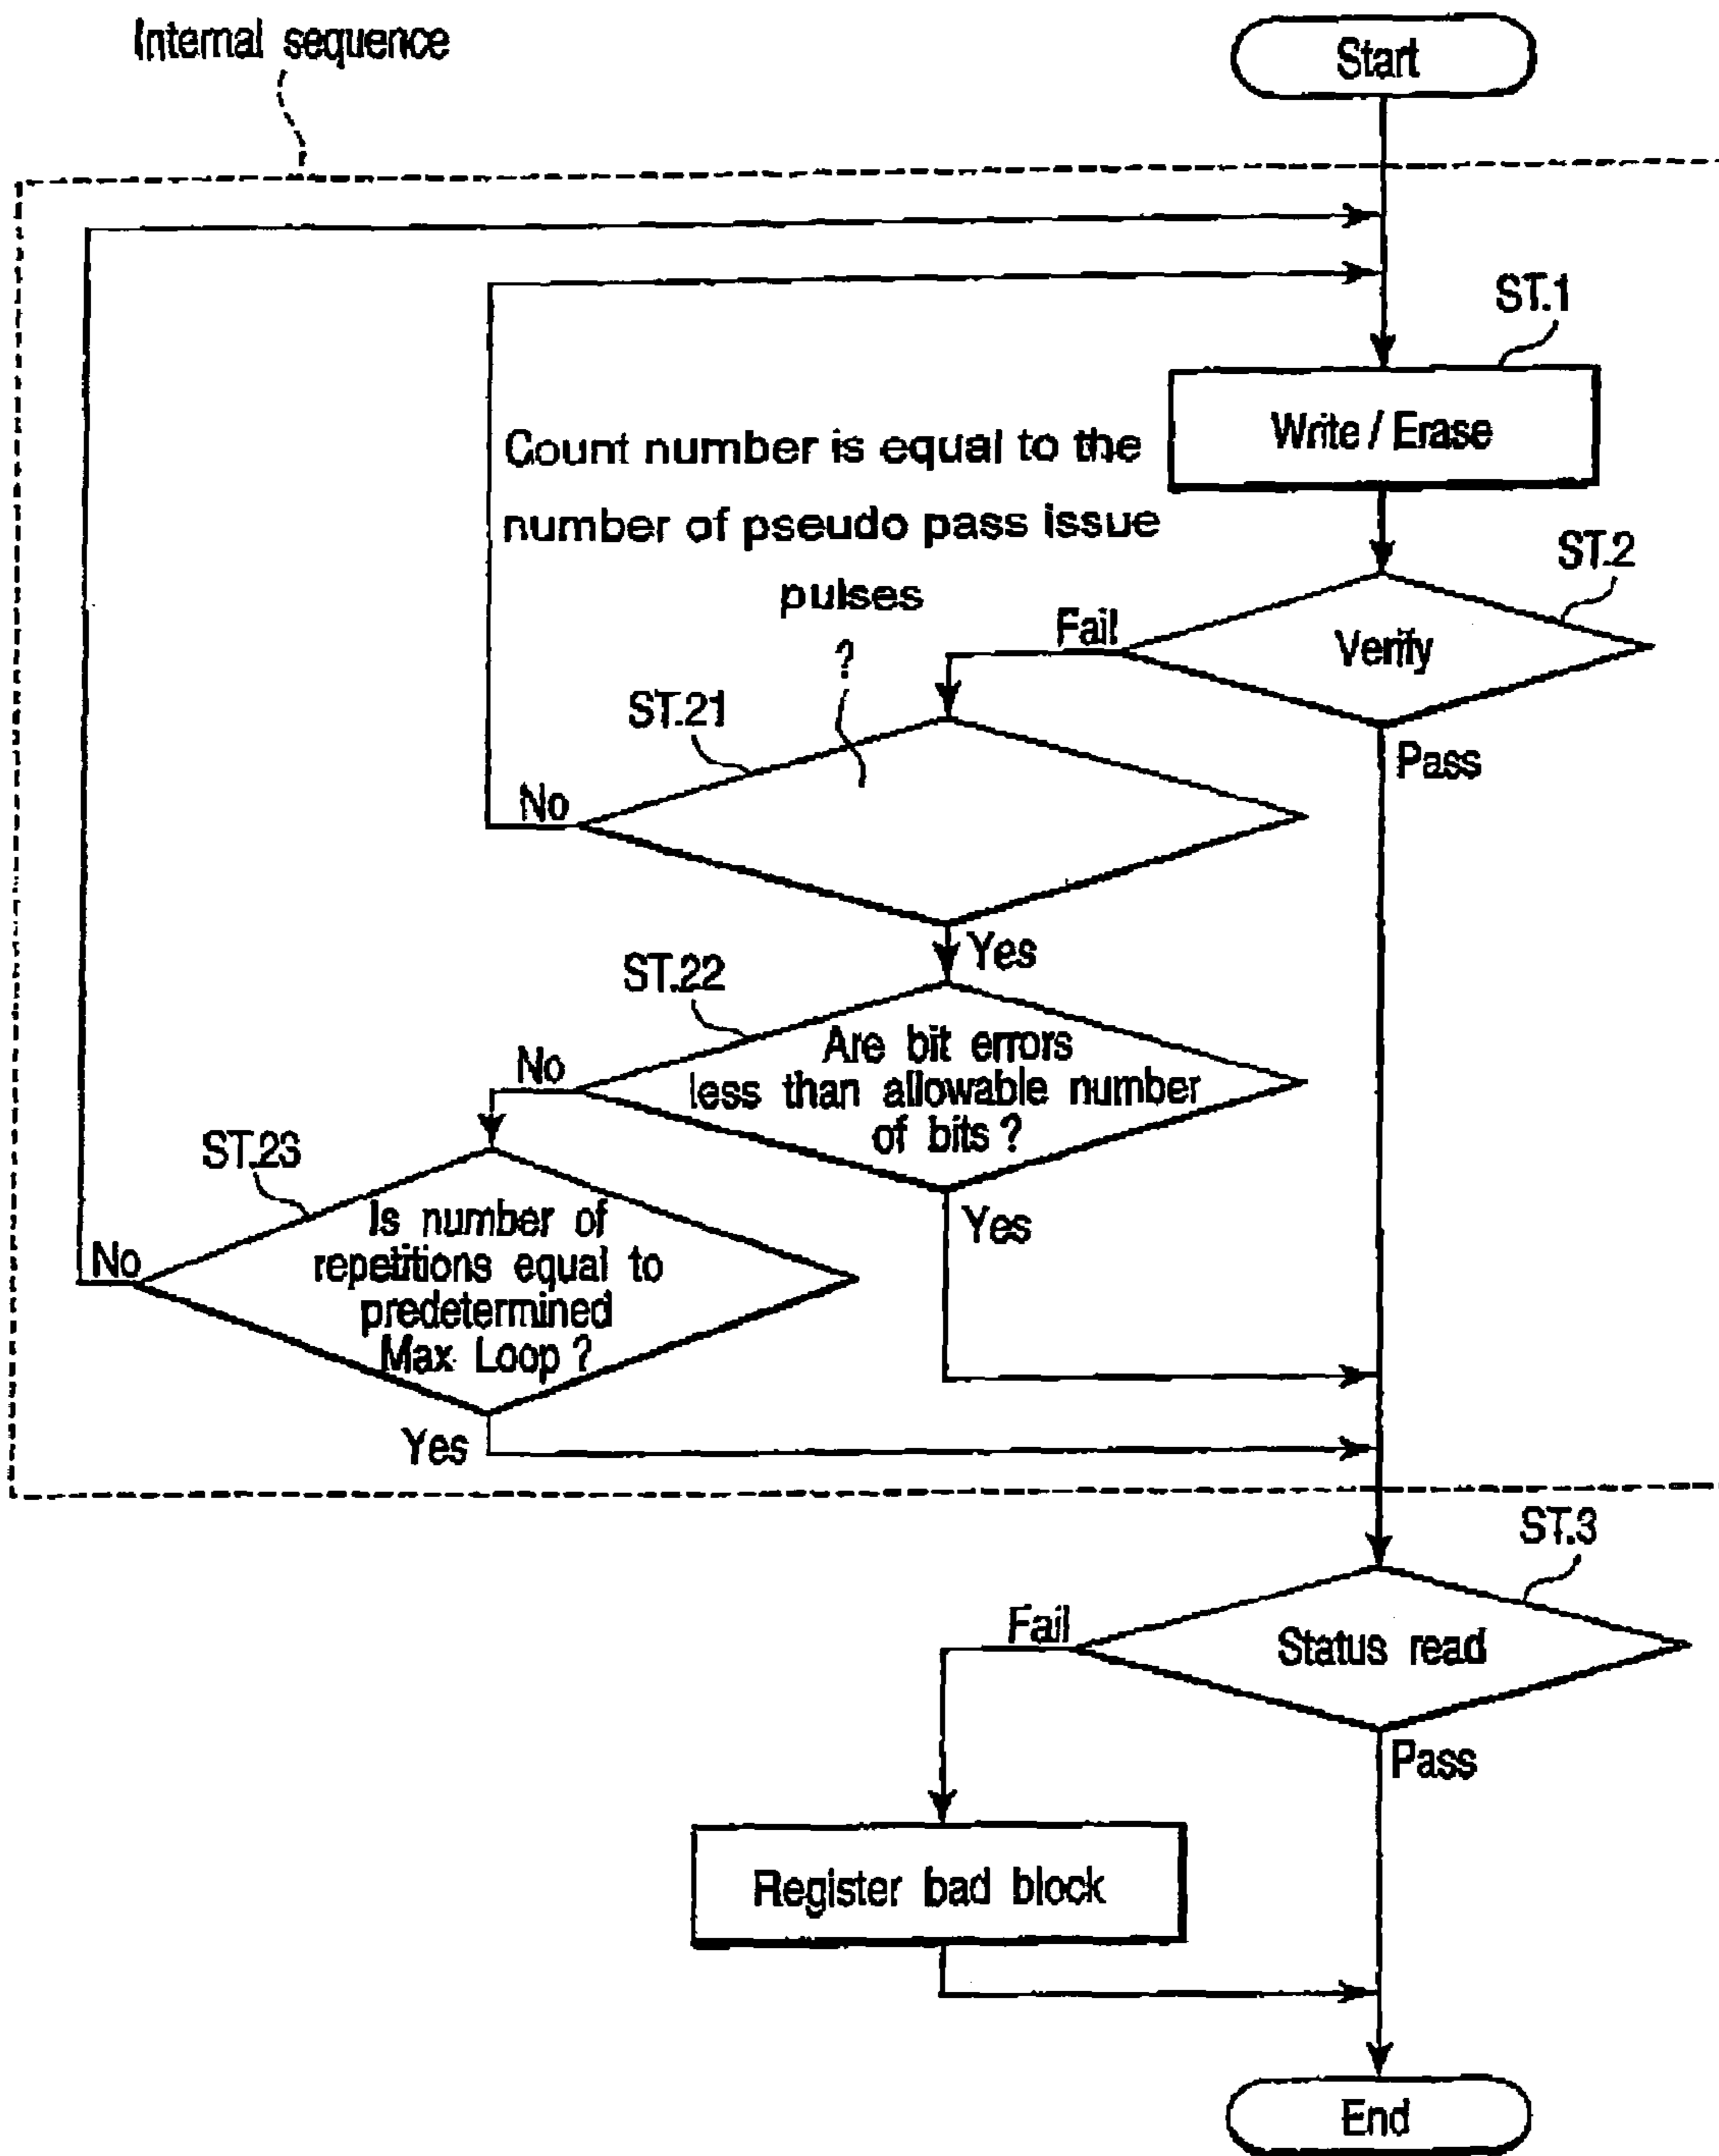 Internal sequence
Start
ST.1
Write / Erase
Count number is equal to the
number of pseudo pass issue
pulses
?
ST.2
Fail
Verify
Pass
ST.21
No
Yes
ST.22
No
Are bit errors
less than allowable number
of bits ?
Yes
ST.23
No
Is number of
repetitions equal to
predetermined
Max Loop ?
Yes
ST.3
Fail
Status read
Pass
Register bad block
End